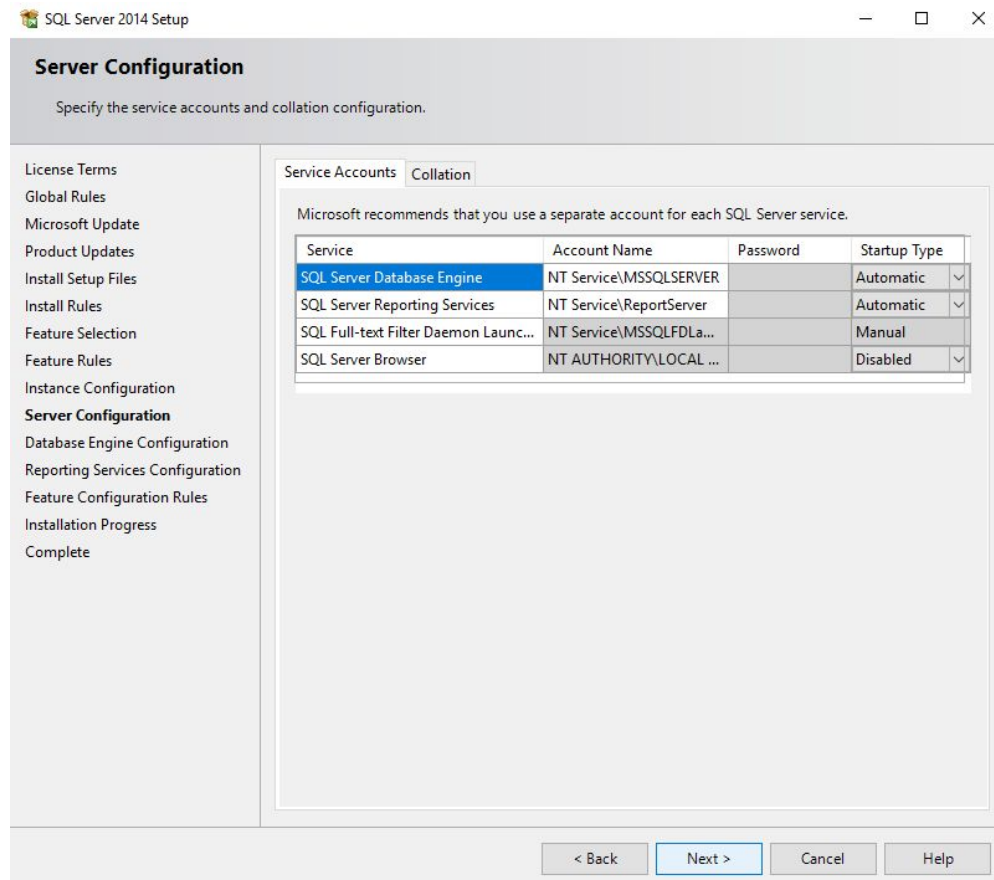 SQL Server 2014 Setup
Server Configuration
Specify the service accounts and collation configuration.
License Terms
Global Rules
Microsoft Update
Product Updates
Install Setup Files
Install Rules
Feature Selection
Feature Rules
Instance Configuration
Server Configuration
Database Engine Configuration
Reporting Services Configuration
Feature Configuration Rules
Installation Progress
Complete
Service Accounts Collation
Microsoft recommends that you use a separate account for each SQL Server service.
Service Account Name Password Startup Type
SQL Server Database Engine NT Service\MSSQLSERVER Automatic
SQL Server Reporting Services NT Service\ReportServer Automatic
SQL Full-text Filter Daemon Launc... NT Service\MSSQLFDLa... Manual
SQL Server Browser NT AUTHORITY\LOCAL ... Disabled
< Back Next > Cancel Help